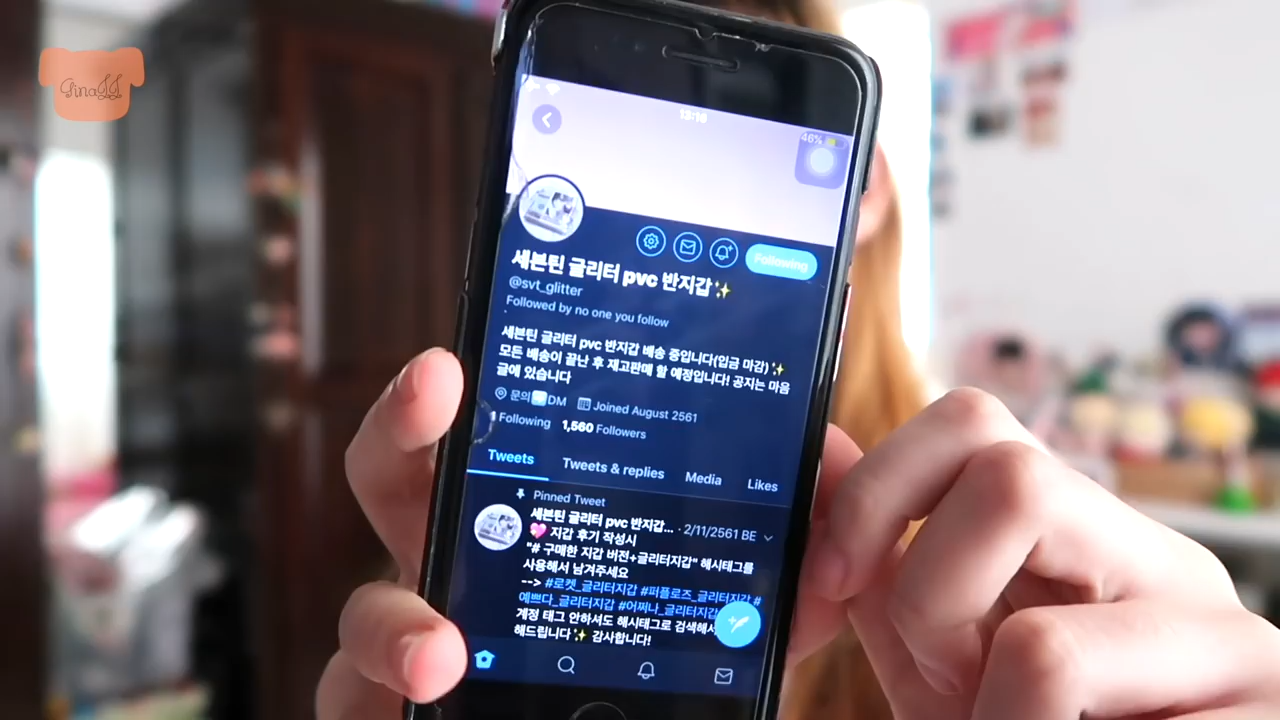 GinaJJ
13:16
46%
Following
세븐틴 글리터 pvc 반지갑✨
@svt_glitter
Followed by no one you follow
세븐틴 글리터 pvc 반지갑 배송 중입니다(입금 마감)✨
모든 배송이 끝난 후 재고판매 할 예정입니다! 공지는 마음
글에 있습니다
문의 DM Joined August 2561
Following 1,560 Followers
Tweets Tweets & replies Media Likes
Pinned Tweet
세븐틴 글리터 pvc 반지갑... · 2/11/2561 BE
💖 지갑 후기 작성시
"# 구매한 지갑 버전+글리터지갑" 해시태그를
사용해서 남겨주세요
--> #로켓_글리터지갑 #퍼플로즈_글리터지갑 #
예쁘다_글리터지갑 #어쩌나_글리터지갑
계정 태그 안하셔도 해시태그로 검색해서
해드립니다✨ 감사합니다!